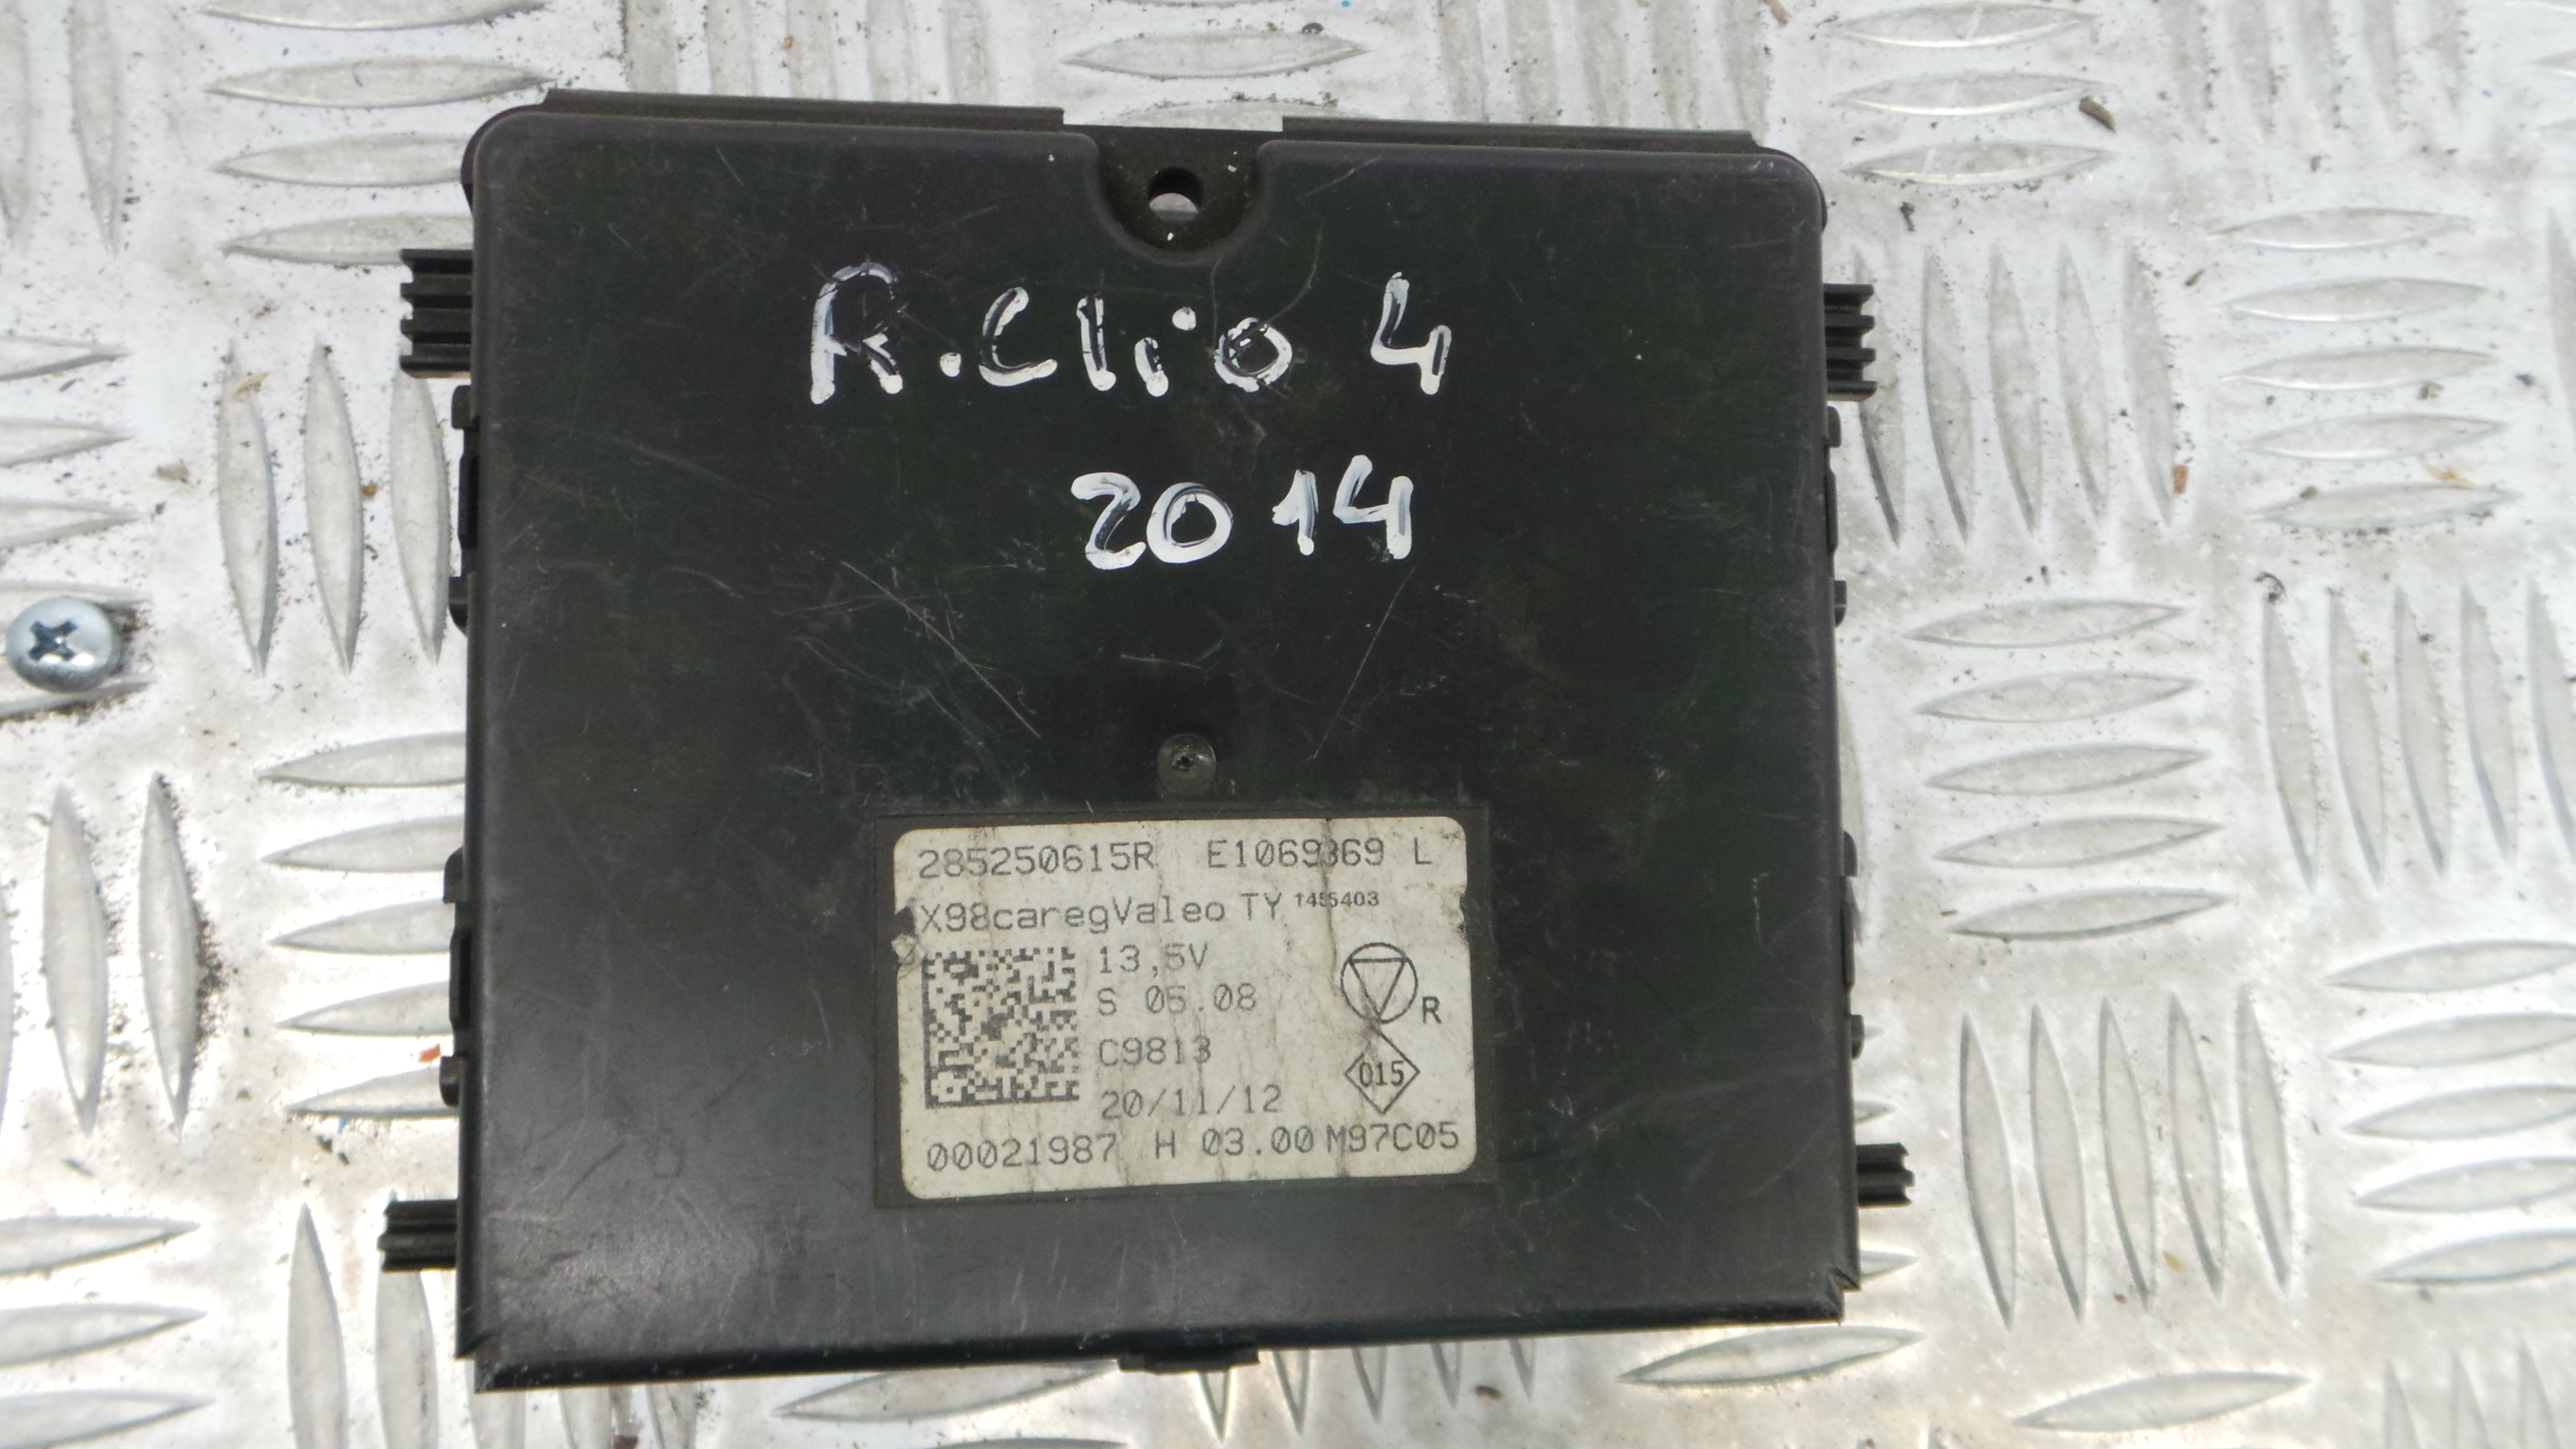 R.Clio 4
2014
285250615R E1069369 L
X98caregValeo TY 1455403
13,5V
S 05.08
R
C9813
015
20/11/12
00021987 H 03.00 M97C05